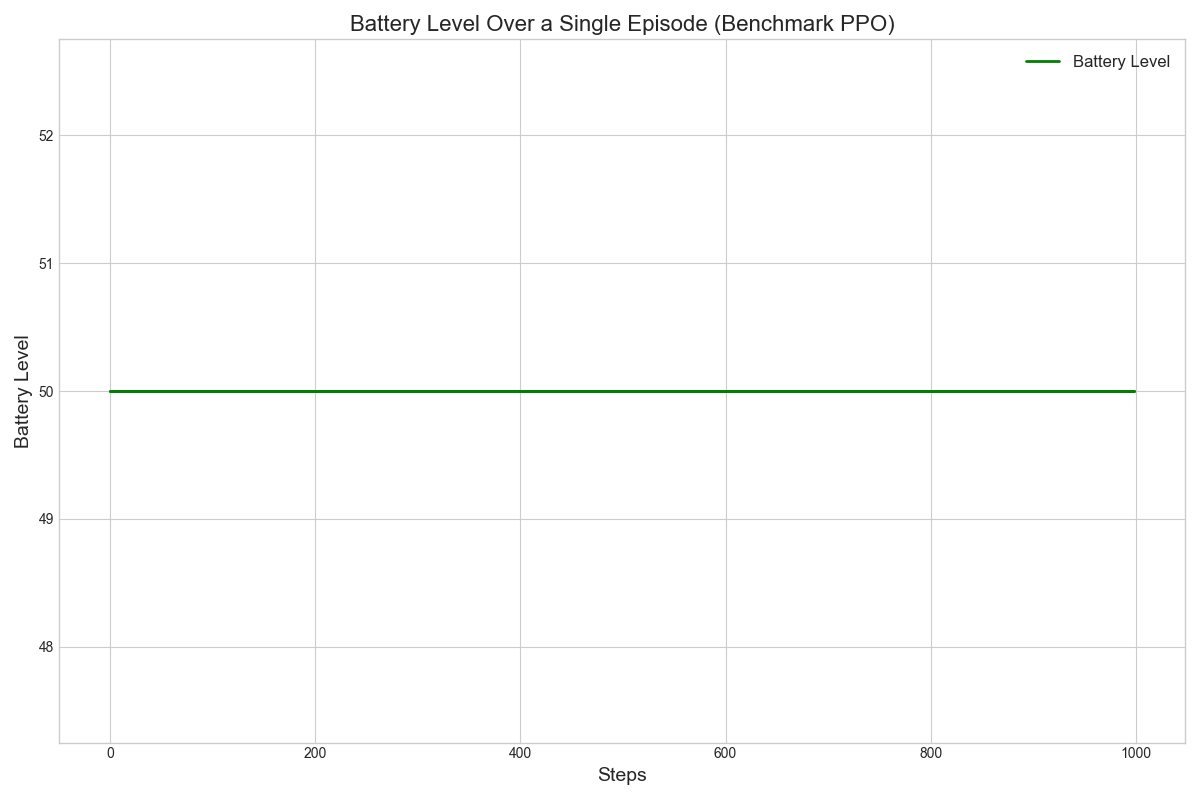 Battery Level Over a Single Episode (Benchmark PPO)
Battery Level
52
51
50
49
48
Battery Level
0 200 400 600 800 1000
Steps